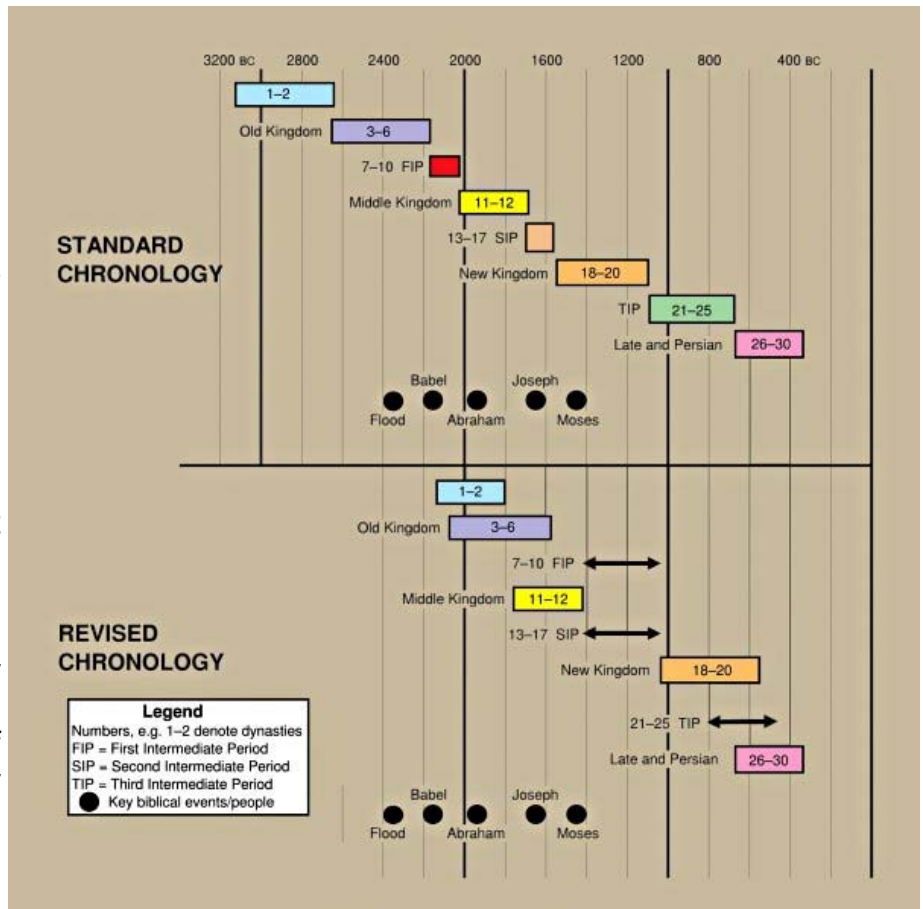 3200 BC 2800 2400 2000 1600 1200 800 400 BC
1–2
Old Kingdom 3–6
7–10 FIP
Middle Kingdom 11–12
STANDARD
CHRONOLOGY
13–17 SIP
New Kingdom 18–20
TIP 21–25
Late and Persian 26–30
Babel Joseph
Flood Abraham Moses
1–2
Old Kingdom 3–6
7–10 FIP
Middle Kingdom 11–12
REVISED
CHRONOLOGY
13–17 SIP
New Kingdom 18–20
21–25 TIP
Late and Persian 26–30
Legend
Numbers, e.g. 1–2 denote dynasties
FIP = First Intermediate Period
SIP = Second Intermediate Period
TIP = Third Intermediate Period
Key biblical events/people
Babel Joseph
Flood Abraham Moses